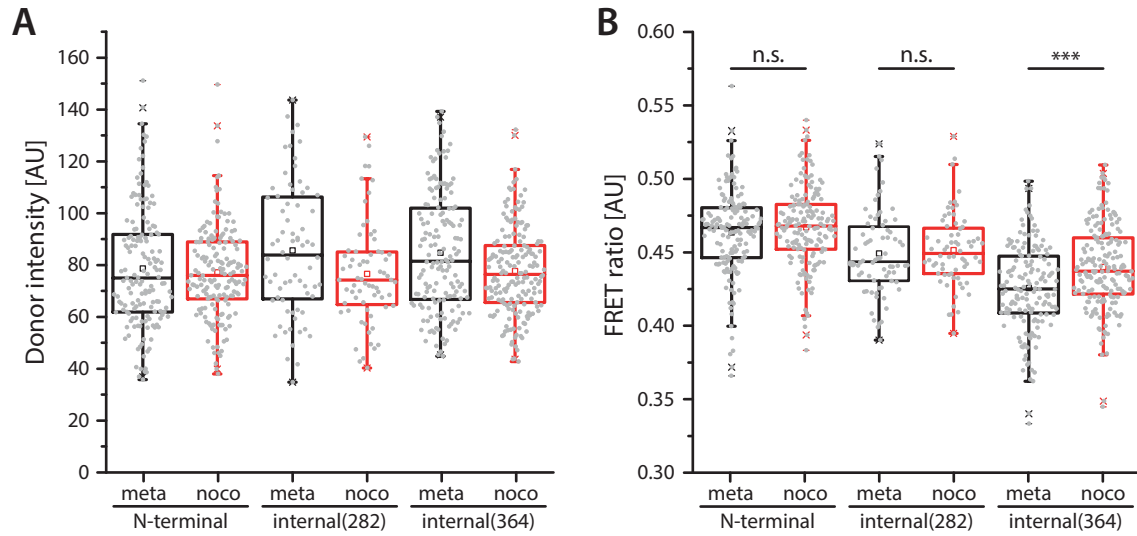 A
Donor intensity [AU]
160
140
120
100
80
60
40
20
0
meta noco meta noco meta noco
N-terminal internal(282) internal(364)
B
FRET ratio [AU]
0.60
0.55
0.50
0.45
0.40
0.35
0.30
n.s. n.s. ***
meta noco meta noco meta noco
N-terminal internal(282) internal(364)